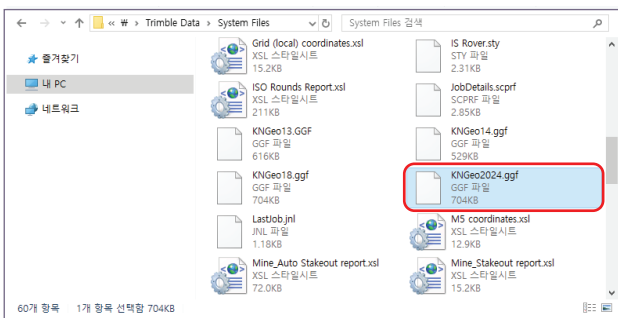 « # › Trimble Data › System Files
System Files 검색
즐겨찾기
내 PC
네트워크
Grid (local) coordinates.xsl
XSL 스타일시트
15.2KB
IS Rover.sty
STY 파일
2.31KB
ISO Rounds Report.xsl
XSL 스타일시트
211KB
JobDetails.scprf
SCPRF 파일
2.85KB
KNGeo13.GGF
GGF 파일
616KB
KNGeo14.ggf
GGF 파일
529KB
KNGeo18.ggf
GGF 파일
704KB
KNGeo2024.ggf
GGF 파일
704KB
LastJob.jnl
JNL 파일
1.18KB
M5 coordinates.xsl
XSL 스타일시트
12.9KB
Mine_Auto Stakeout report.xsl
XSL 스타일시트
72.0KB
Mine_Stakeout report.xsl
XSL 스타일시트
15.2KB
60개 항목 1개 항목 선택함 704KB